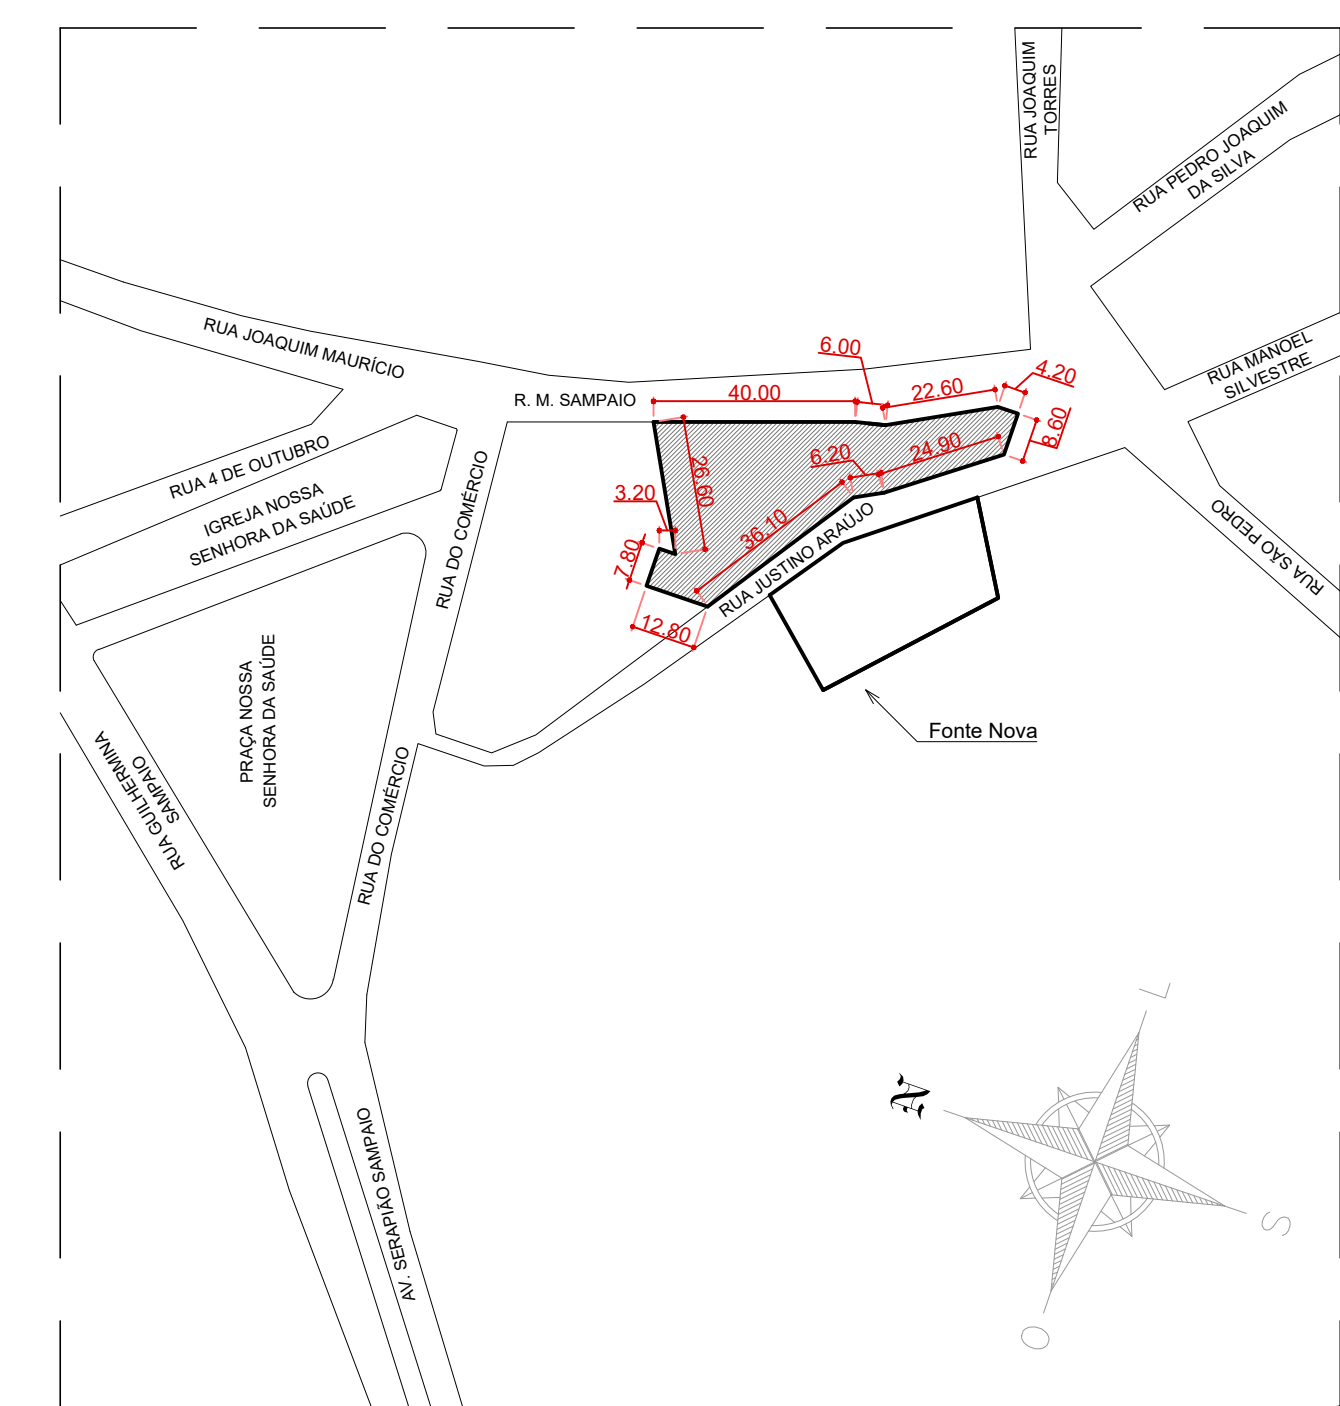 RUA JOAQUIM
TORRES
RUA PEDRO JOAQUIM
DA SILVA
RUA JOAQUIM MAURÍCIO
6.00
RUA MANOEL
SILVESTRE
4.20
22.60
40.00
R. M. SAMPAIO
8.60
24.90
6.20
26.60
RUA 4 DE OUTUBRO
IGREJA NOSSA
SENHORA DA SAÚDE
3.20
36.10
RUA DO COMÉRCIO
7.80
RUA JUSTINO ARAÚJO
RUA SÃO PEDRO
12.80
PRAÇA NOSSA
SENHORA DA SAÚDE
Fonte Nova
RUA GUILHERMINA
SAMPAIO
RUA DO COMÉRCIO
L
N
S
AV. SERAPIÃO SAMPAIO
O